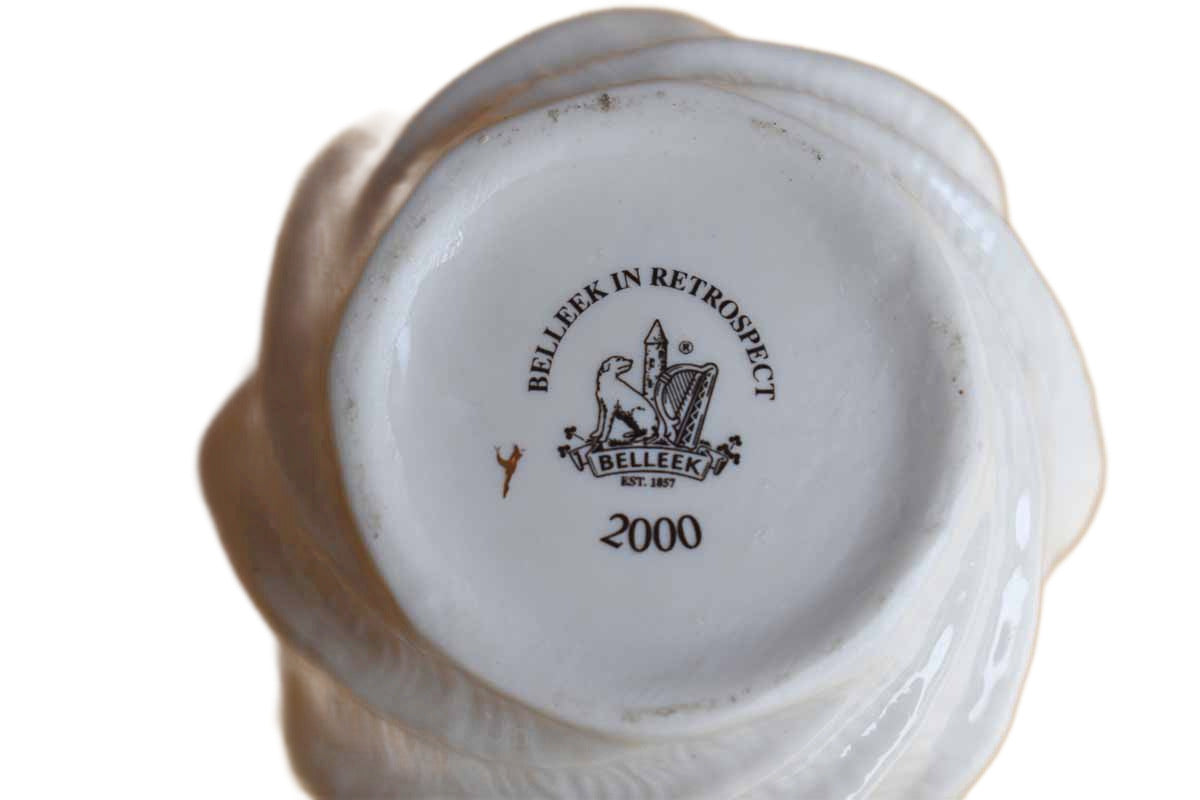 BELLEEK IN RETROSPECT
®
BELLEEK
EST. 1857
2000